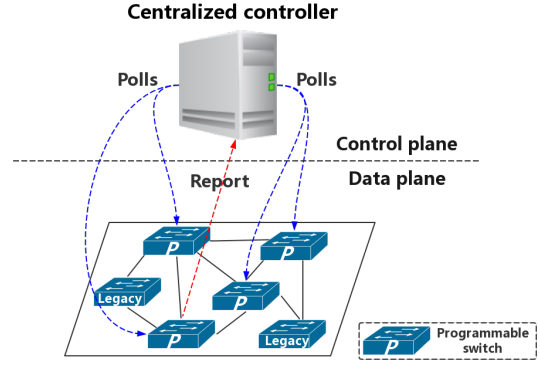 Centralized controller
Polls
Polls
Control plane
Report
Data plane
P
P
Legacy
P
P
Legacy
P
Programmable
switch